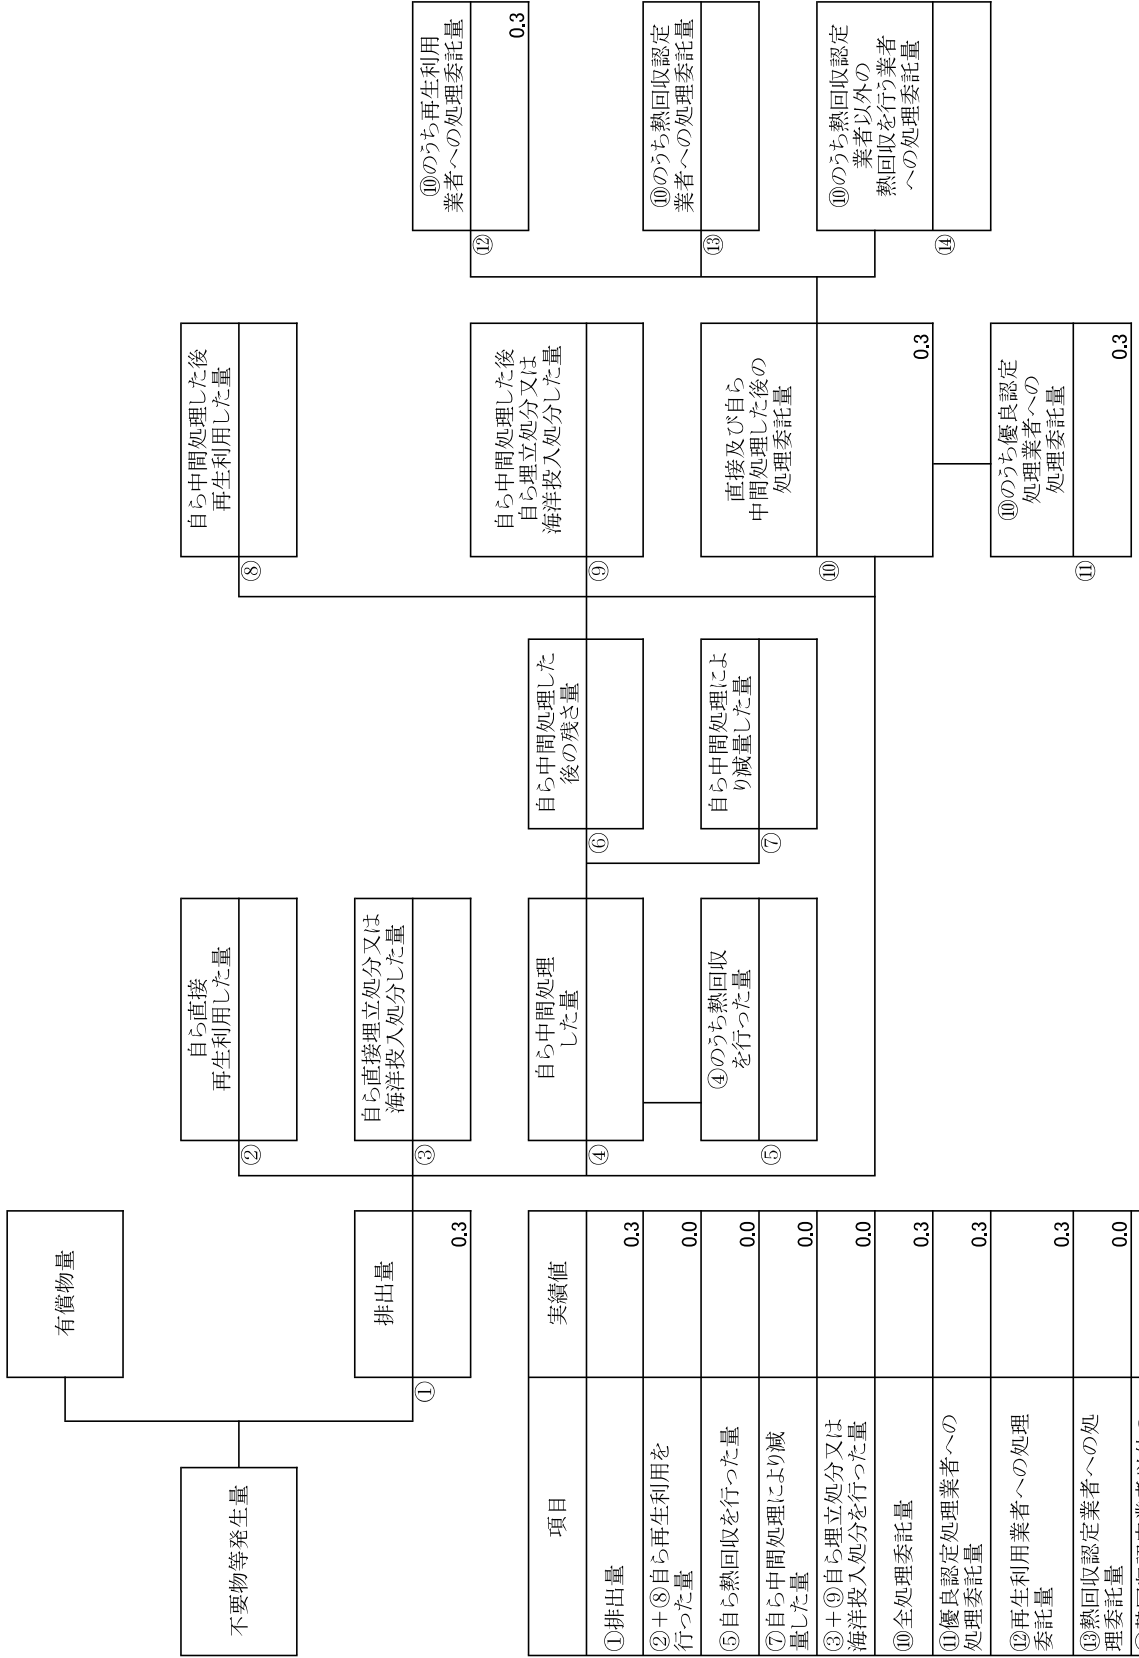 不要物等発生量
有償物量
①
排出量
0.3
②
自ら直接
再生利用した量
③
自ら直接埋立処分又は
海洋投入処分した量
④
自ら中間処理
した量
⑤
④のうち熱回収
を行った量
⑥
自ら中間処理した
後の残さ量
⑦
自ら中間処理によ
り減量した量
⑧
自ら中間処理した後
再生利用した量
⑨
自ら中間処理した後
自ら埋立処分又は
海洋投入処分した量
⑩
直接及び自ら
中間処理した後の
処理委託量
0.3
⑪
⑩のうち優良認定
処理業者への
処理委託量
0.3
⑫
⑩のうち再生利用
業者への処理委託量
0.3
⑬
⑩のうち熱回収認定
業者への処理委託量
⑭
⑩のうち熱回収認定
業者以外の
熱回収を行う業者
への処理委託量
項目 実績値
①排出量 0.3
②+⑧自ら再生利用を
行った量 0.0
⑤自ら熱回収を行った量 0.0
⑦自ら中間処理により減
量した量 0.0
③+⑨自ら埋立処分又は
海洋投入処分を行った量 0.0
⑩全処理委託量 0.3
⑪優良認定処理業者への
処理委託量 0.3
⑫再生利用業者への処理
委託量 0.3
⑬熱回収認定業者への処
理委託量 0.0